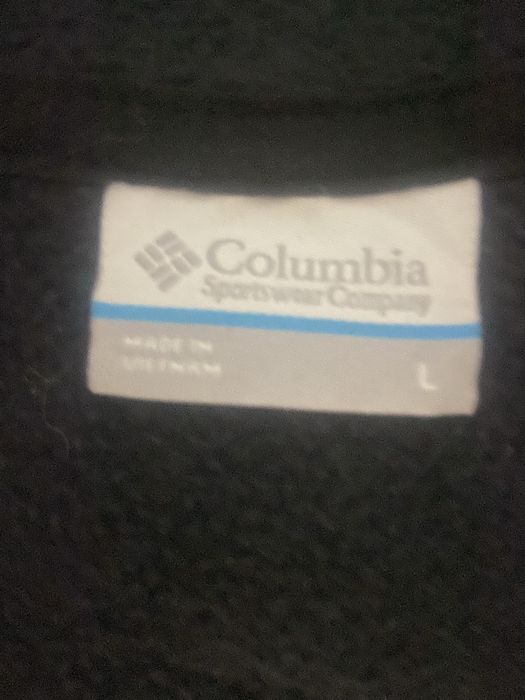 Columbia
Sportswear Company
MADE IN
VIETNAM
L